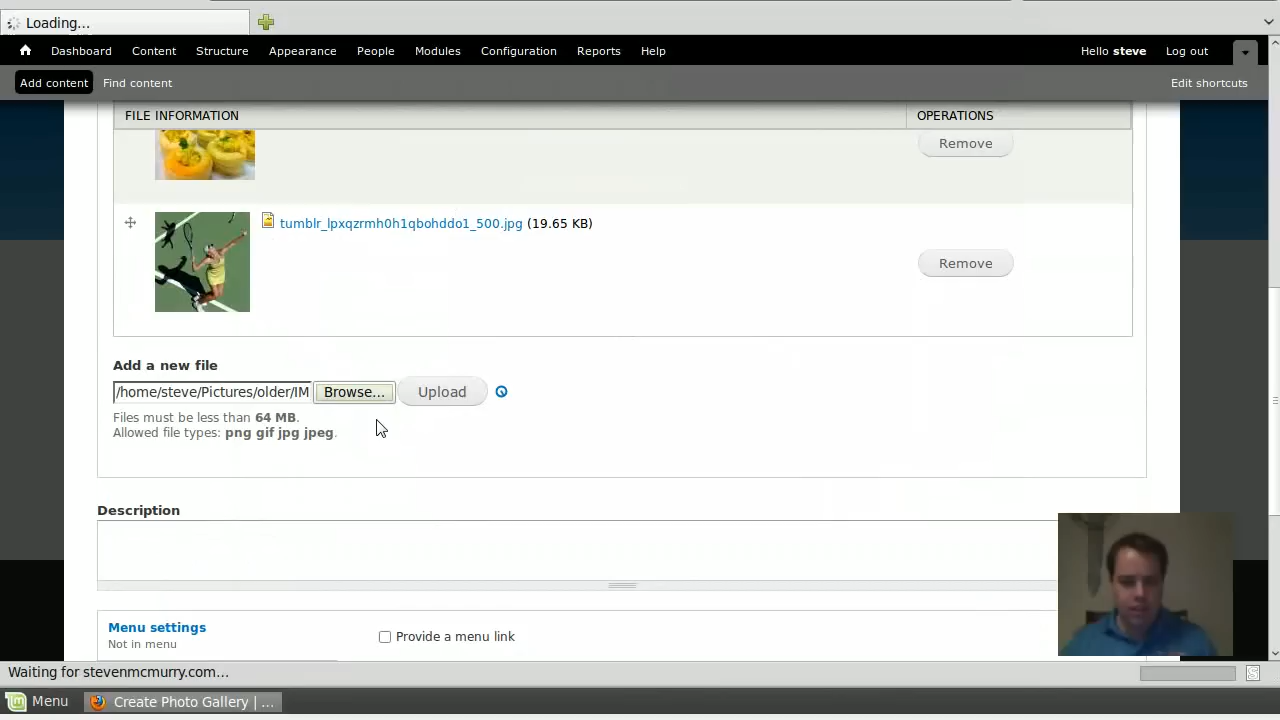 Loading...
Dashboard Content Structure Appearance People Modules Configuration Reports Help Hello steve Log out
Add content Find content Edit shortcuts
FILE INFORMATION OPERATIONS
Remove
tumblr_lpxqzrmh0h1qbohddo1_500.jpg (19.65 KB)
Remove
Add a new file
/home/steve/Pictures/older/IM Browse... Upload
Files must be less than 64 MB.
Allowed file types: png gif jpg jpeg.
Description
Menu settings
Not in menu
Provide a menu link
Waiting for stevenmcmurry.com...
Menu Create Photo Gallery | ...